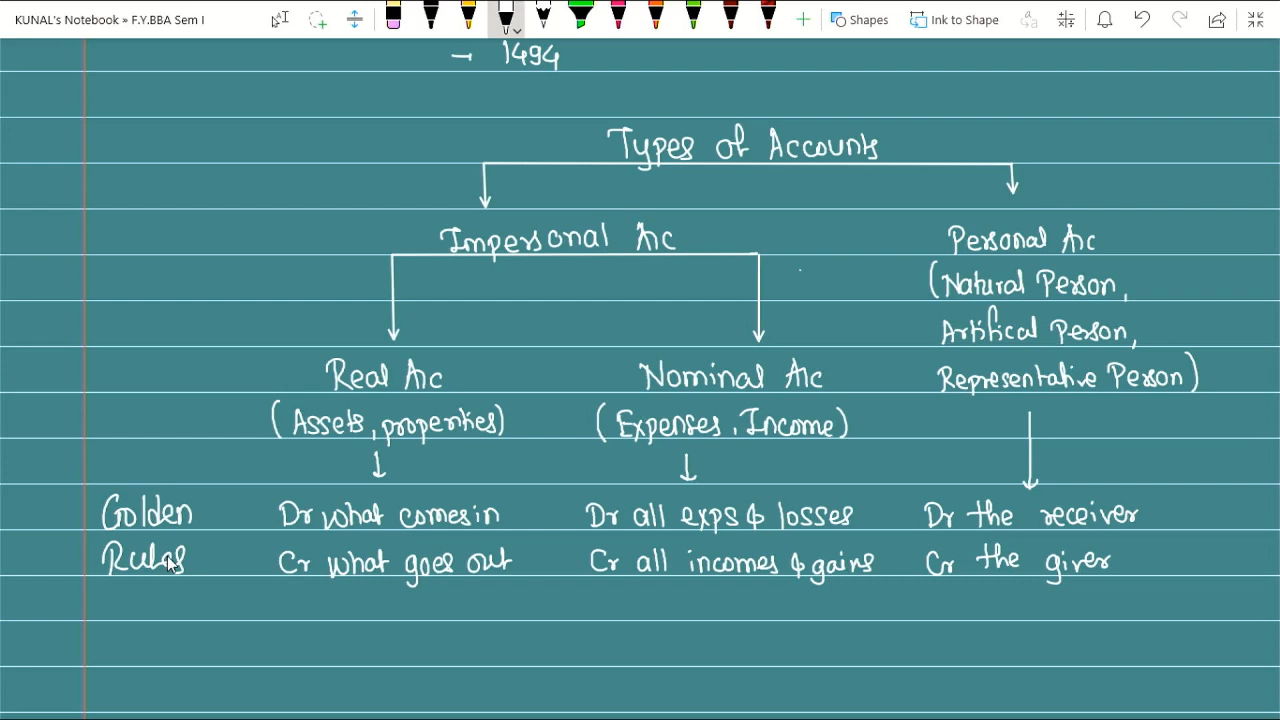 KUNAL's Notebook » F.Y.BBA Sem I
Shapes
Ink to Shape
→ 1494
Types of Accounts
Impersonal A/c
Personal A/c
(Natural Person,
Artifical Person,
Representative Person)
Real A/c
Nominal A/c
(Assets, properties)
(Expenses, Income)
Golden
Rules
Dr what comes in
Cr what goes out
Dr all exps & losses
Cr all incomes & gains
Dr the receiver
Cr the giver